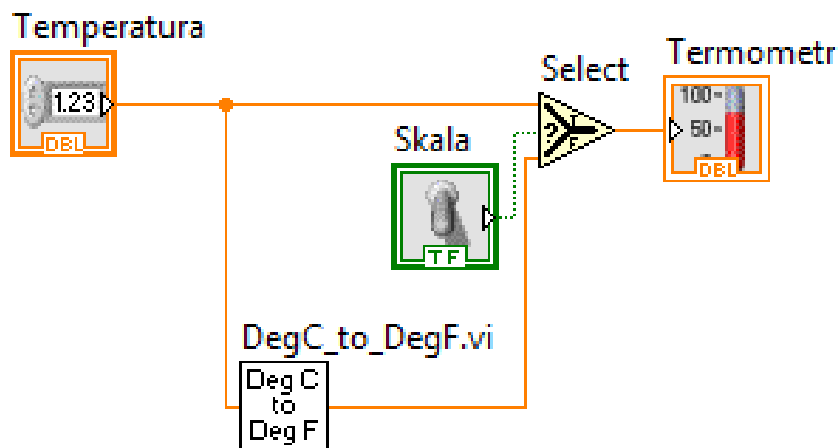 Temperatura
1.23
DBL
Skala
TF
Select
?
T
F
Termometr
100
50
DBL
DegC_to_DegF.vi
Deg C
to
Deg F